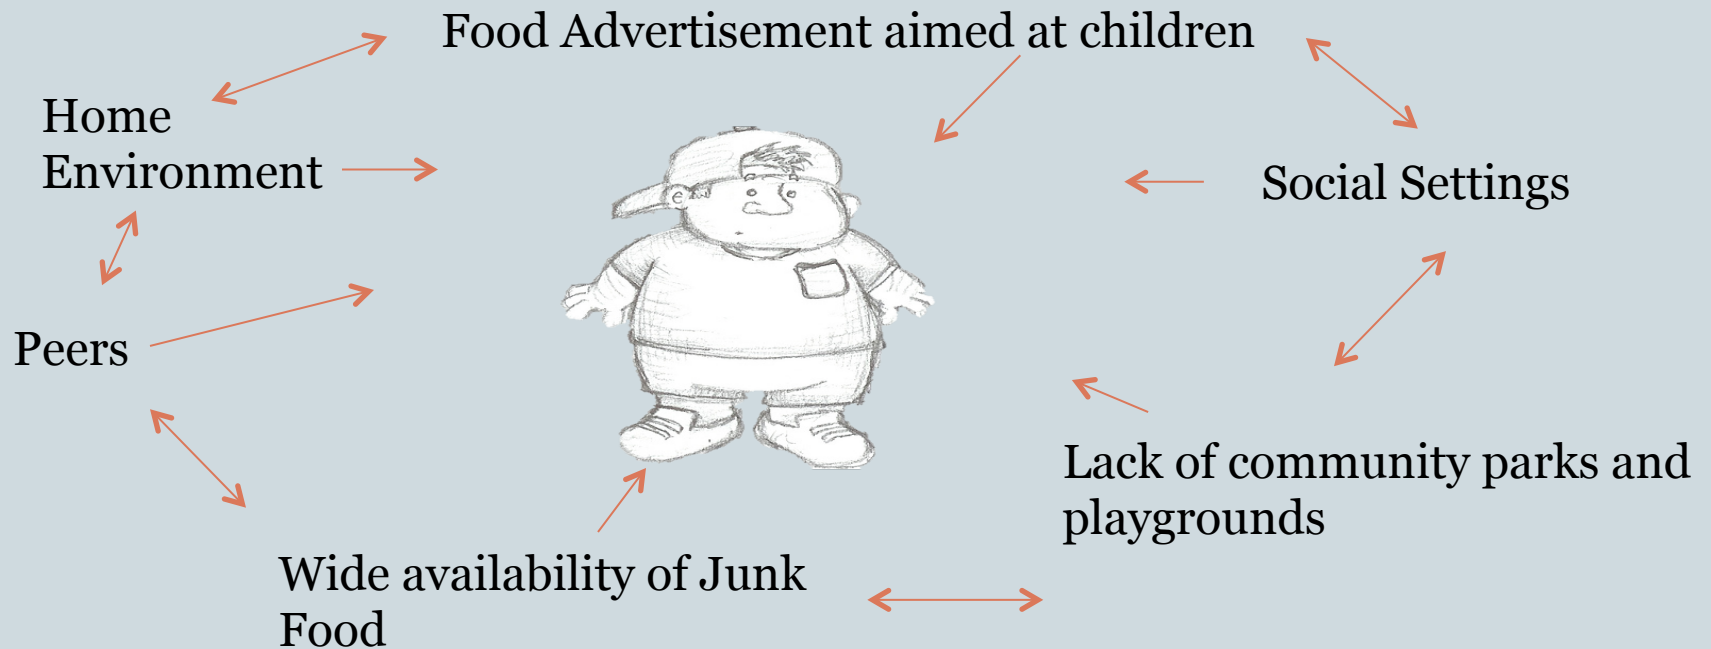 Food Advertisement aimed at children
Home
Environment
Social Settings
Peers
Lack of community parks and
playgrounds
Wide availability of Junk
Food